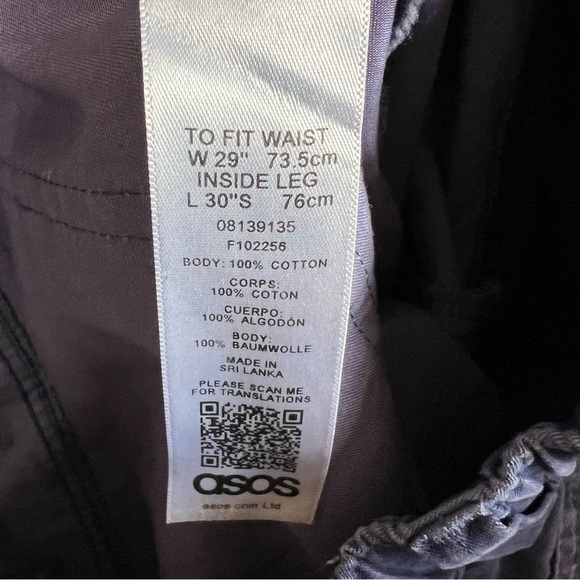 TO FIT WAIST
W 29" 73.5cm
INSIDE LEG
L 30"S 76cm
08139135
F102256
BODY: 100% COTTON
CORPS:
100% COTON
CUERPO:
100% ALGODÓN
BODY:
100% BAUMWOLLE
MADE IN
SRI LANKA
PLEASE SCAN ME
FOR TRANSLATIONS
asos
asos.com Ltd